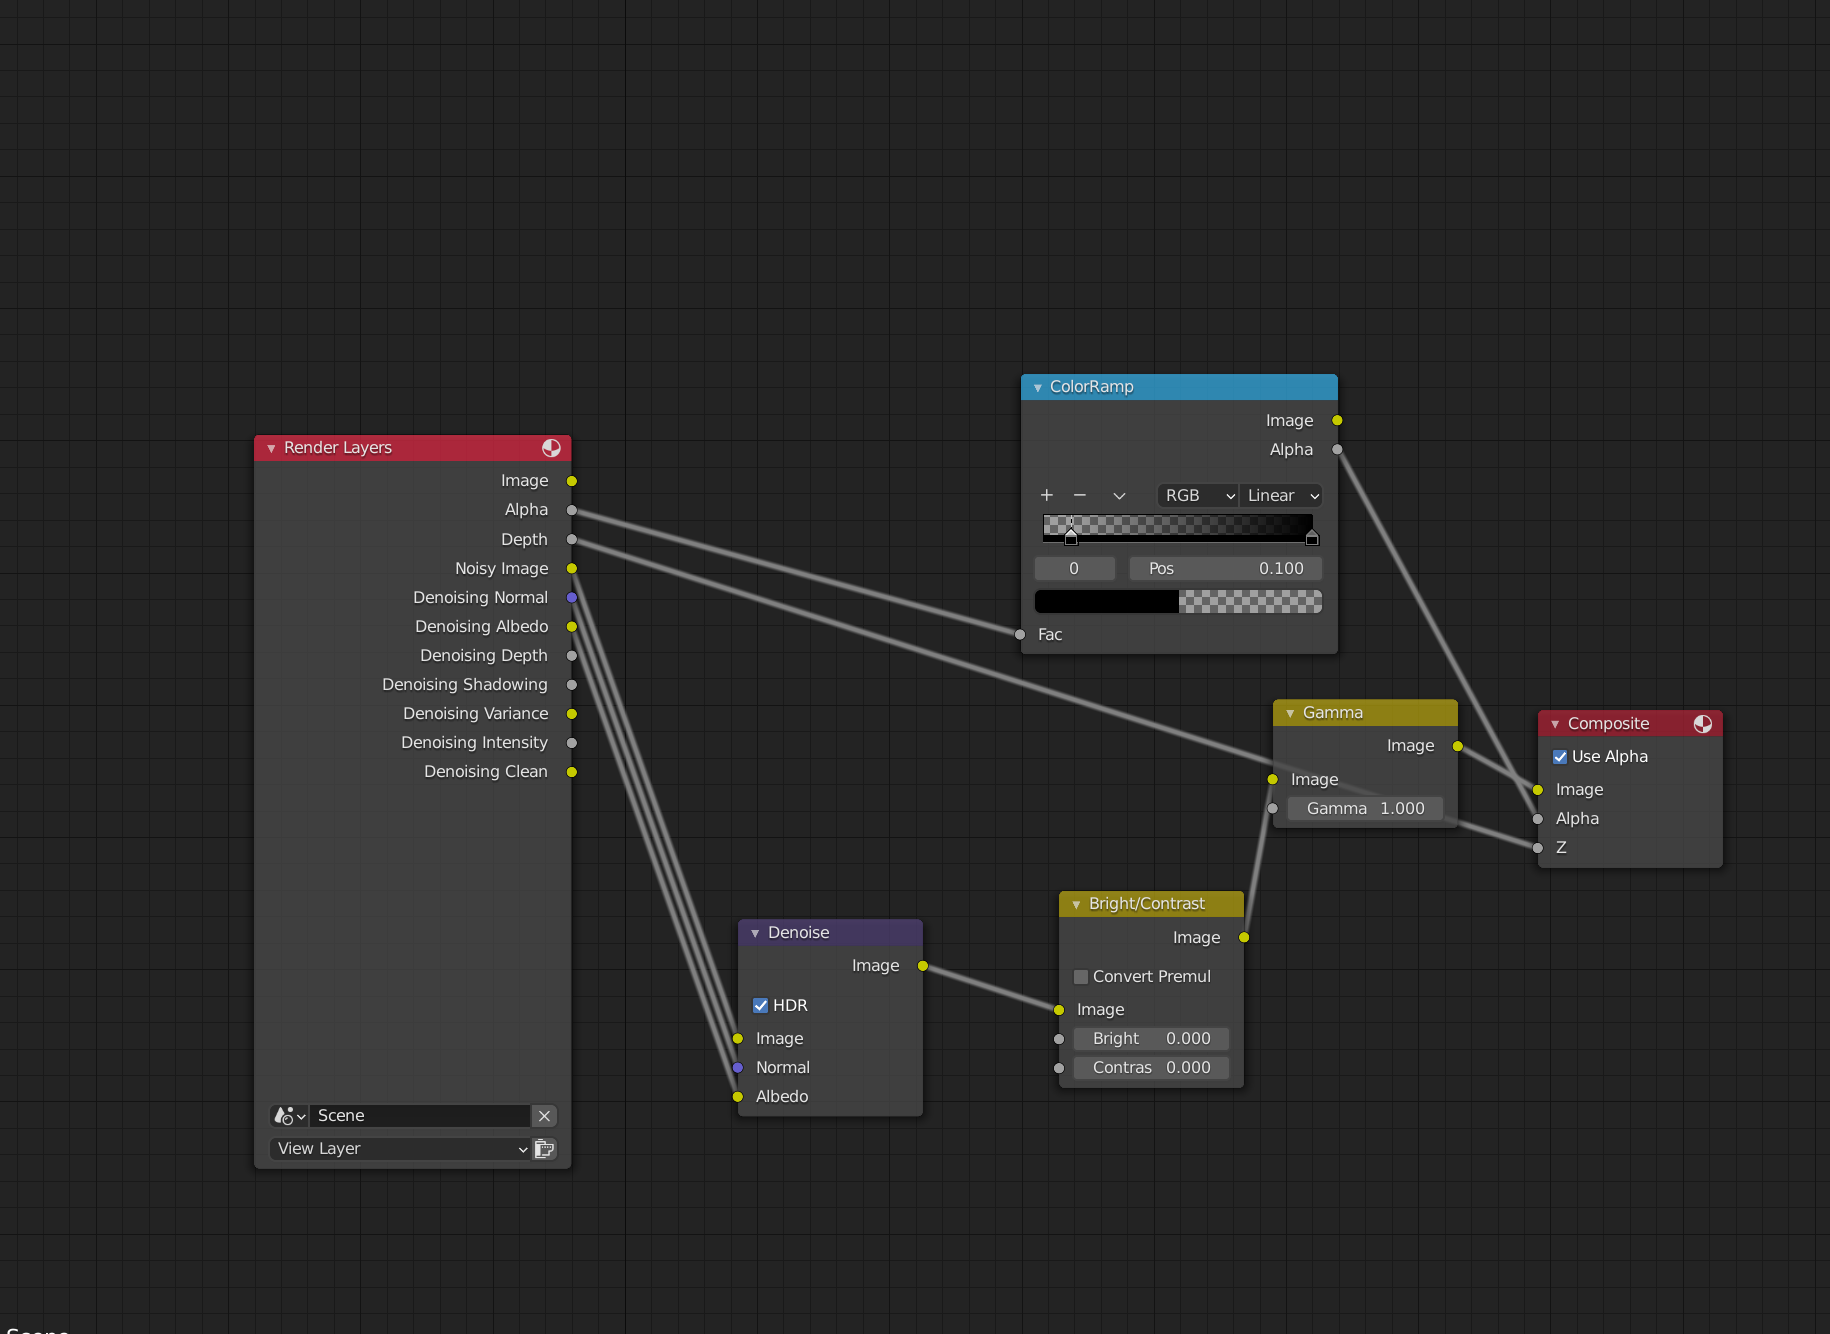 Render Layers
Image
Alpha
Depth
Noisy Image
Denoising Normal
Denoising Albedo
Denoising Depth
Denoising Shadowing
Denoising Variance
Denoising Intensity
Denoising Clean
Scene
View Layer
Denoise
Image
HDR
Image
Normal
Albedo
ColorRamp
Image
Alpha
RGB Linear
0 Pos 0.100
Fac
Bright/Contrast
Image
Convert Premul
Image
Bright 0.000
Contras 0.000
Gamma
Image
Image
Gamma 1.000
Composite
Use Alpha
Image
Alpha
Z
Scene